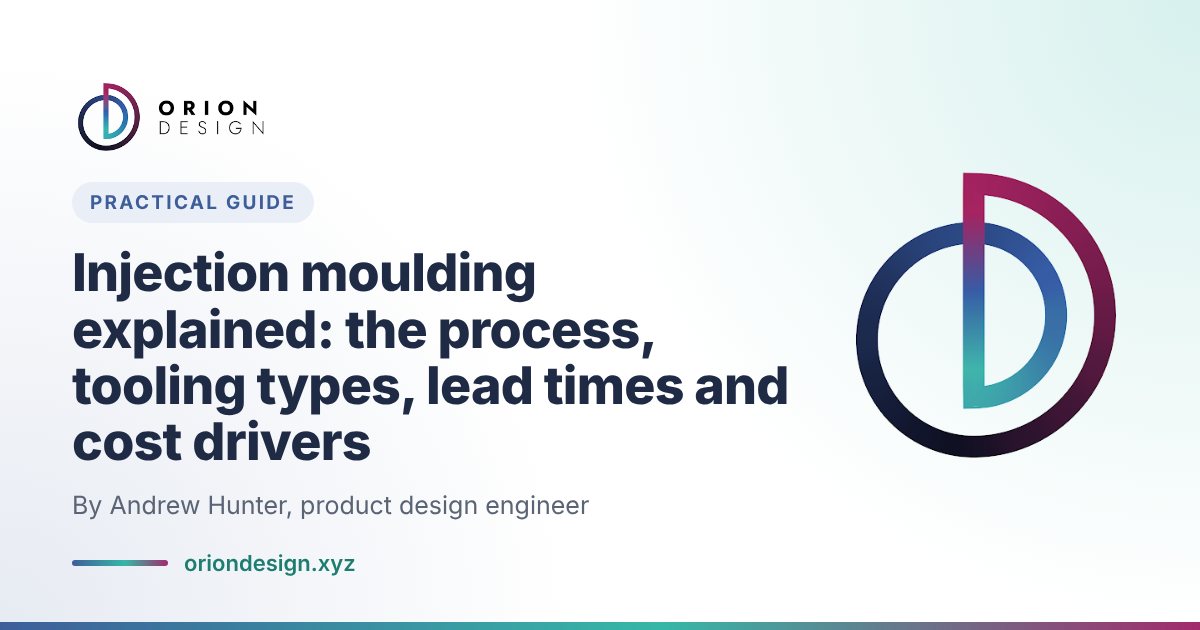 ORION
DESIGN
PRACTICAL GUIDE
Injection moulding
explained: the process,
tooling types, lead times and
cost drivers
By Andrew Hunter, product design engineer
oriondesign.xyz